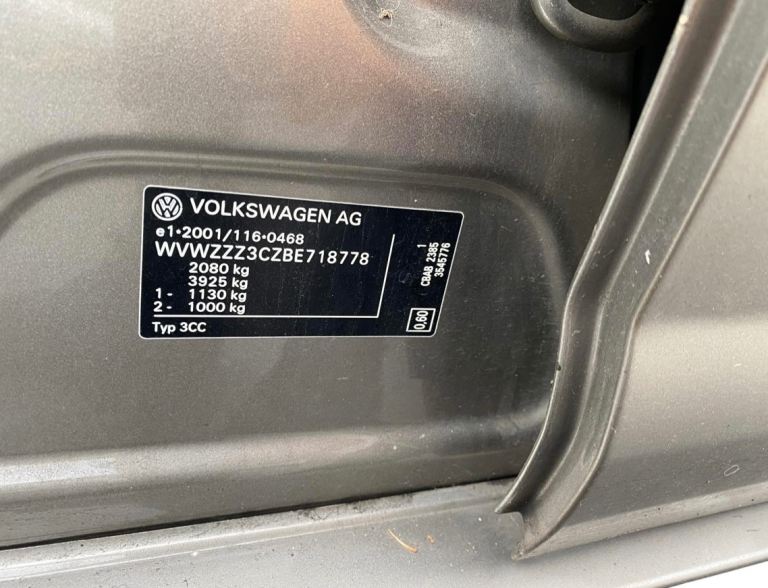 VOLKSWAGEN AG
e1*2001/116*0468
WVWZZZ3CZBE718778
2080 kg
3925 kg
1 - 1130 kg
2 - 1000 kg
Typ 3CC
CBAB 2385 1
3545776
0,60